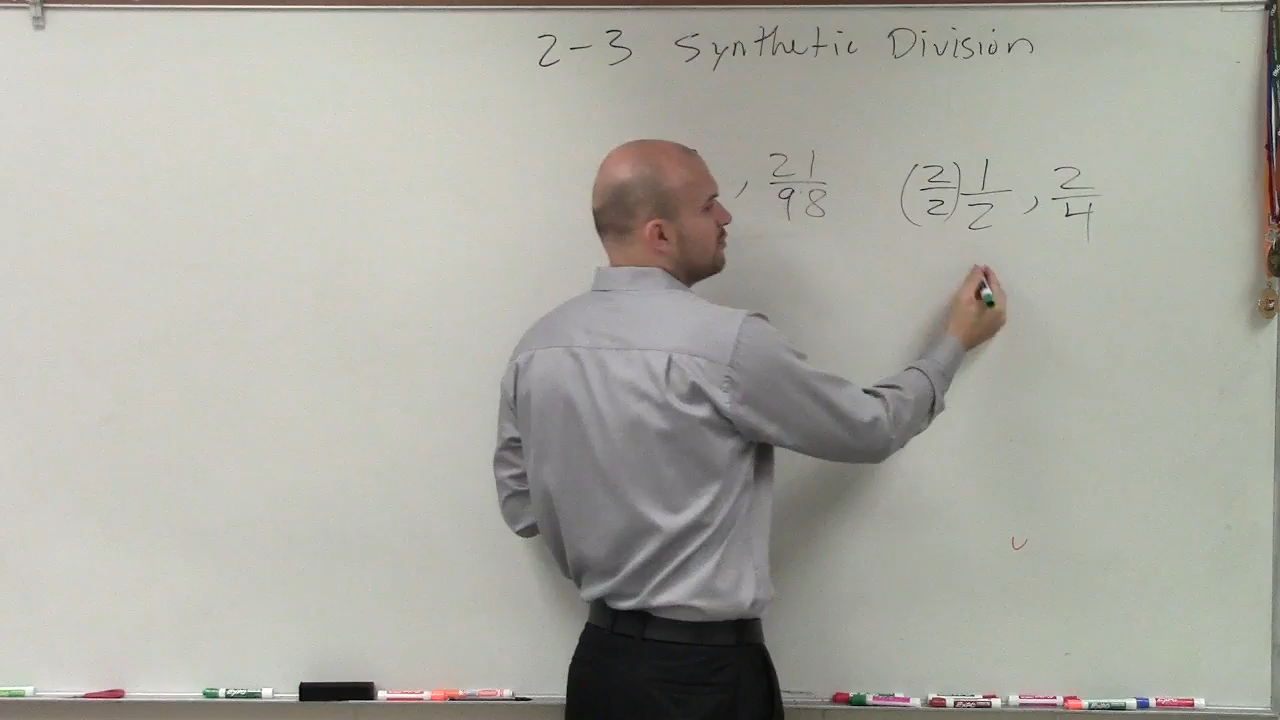 2-3 Synthetic Division
, 21/98 (2/2) 1/2 , 2/4